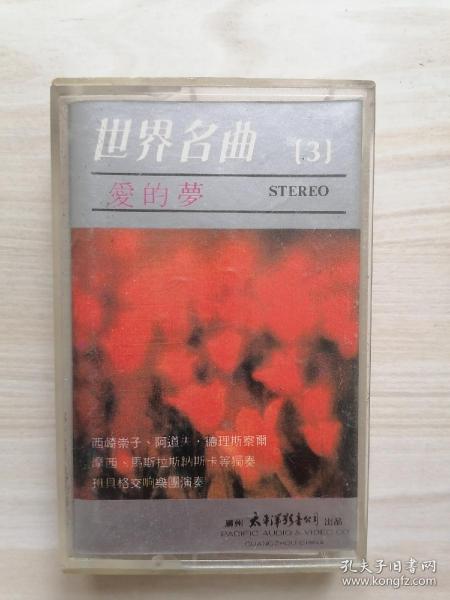 世界名曲 〔3〕
愛的夢 STEREO
西崎崇子、阿道夫·德理斯察爾
摩西、馬斯拉斯納斯卡等獨奏
班貝格交响樂團演奏
廣州 太平洋影音公司 出品
PACIFIC AUDIO & VIDEO CO
GUANGZHOU CHINA
孔夫子旧书网
www.kongfz.com